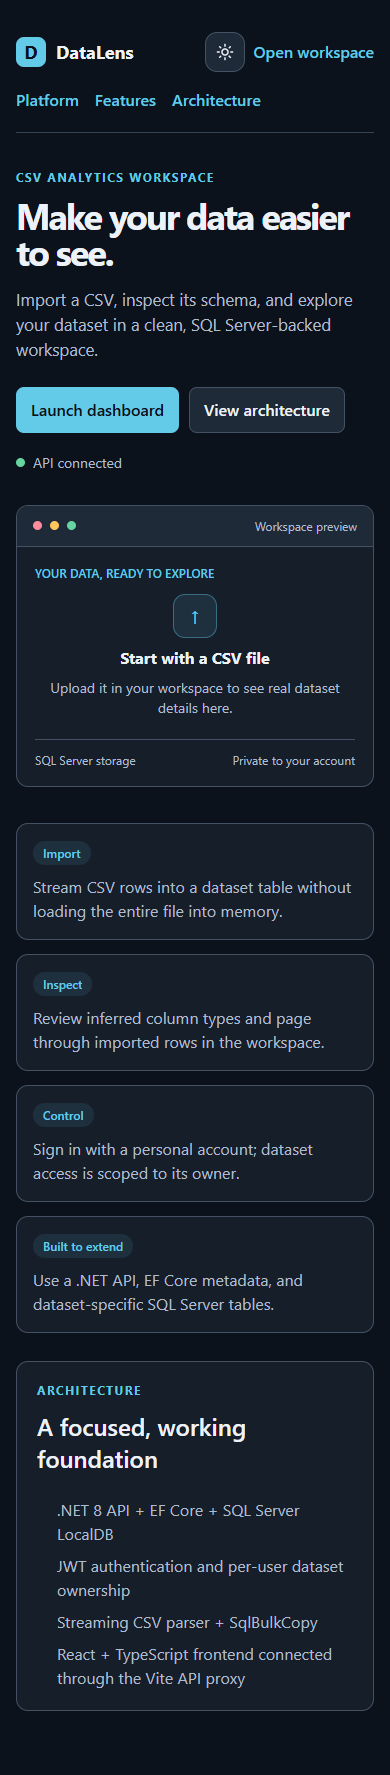 D DataLens
Open workspace
Platform Features Architecture
CSV ANALYTICS WORKSPACE
Make your data easier
to see.
Import a CSV, inspect its schema, and explore
your dataset in a clean, SQL Server-backed
workspace.
Launch dashboard
View architecture
API connected
Workspace preview
YOUR DATA, READY TO EXPLORE
↑
Start with a CSV file
Upload it in your workspace to see real dataset
details here.
SQL Server storage
Private to your account
Import
Stream CSV rows into a dataset table without
loading the entire file into memory.
Inspect
Review inferred column types and page
through imported rows in the workspace.
Control
Sign in with a personal account; dataset
access is scoped to its owner.
Built to extend
Use a .NET API, EF Core metadata, and
dataset-specific SQL Server tables.
ARCHITECTURE
A focused, working
foundation
.NET 8 API + EF Core + SQL Server
LocalDB
JWT authentication and per-user dataset
ownership
Streaming CSV parser + SqlBulkCopy
React + TypeScript frontend connected
through the Vite API proxy